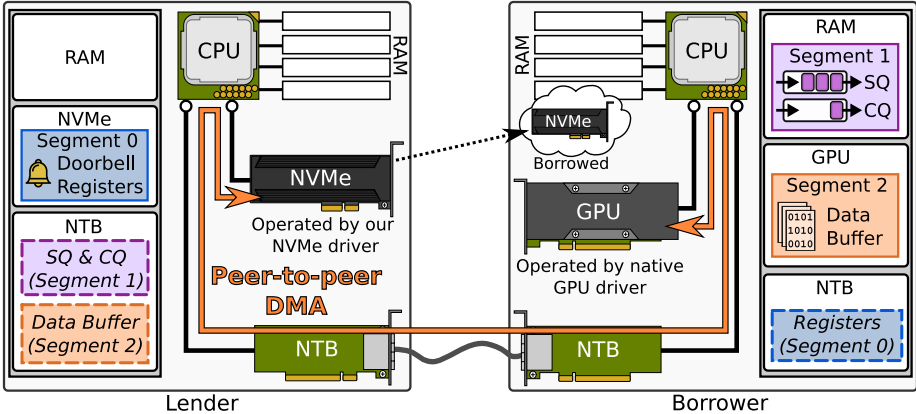 RAM
NVMe
Segment 0
Doorbell
Registers
NTB
SQ & CQ
(Segment 1)
Data Buffer
(Segment 2)
CPU
RAM
NVMe
Operated by our
NVMe driver
Peer-to-peer
DMA
NTB
Lender
RAM
CPU
NVMe
Borrowed
GPU
Operated by native
GPU driver
NTB
RAM
Segment 1
SQ
CQ
GPU
Segment 2
0101
1010
0010
Data
Buffer
NTB
Registers
(Segment 0)
Borrower